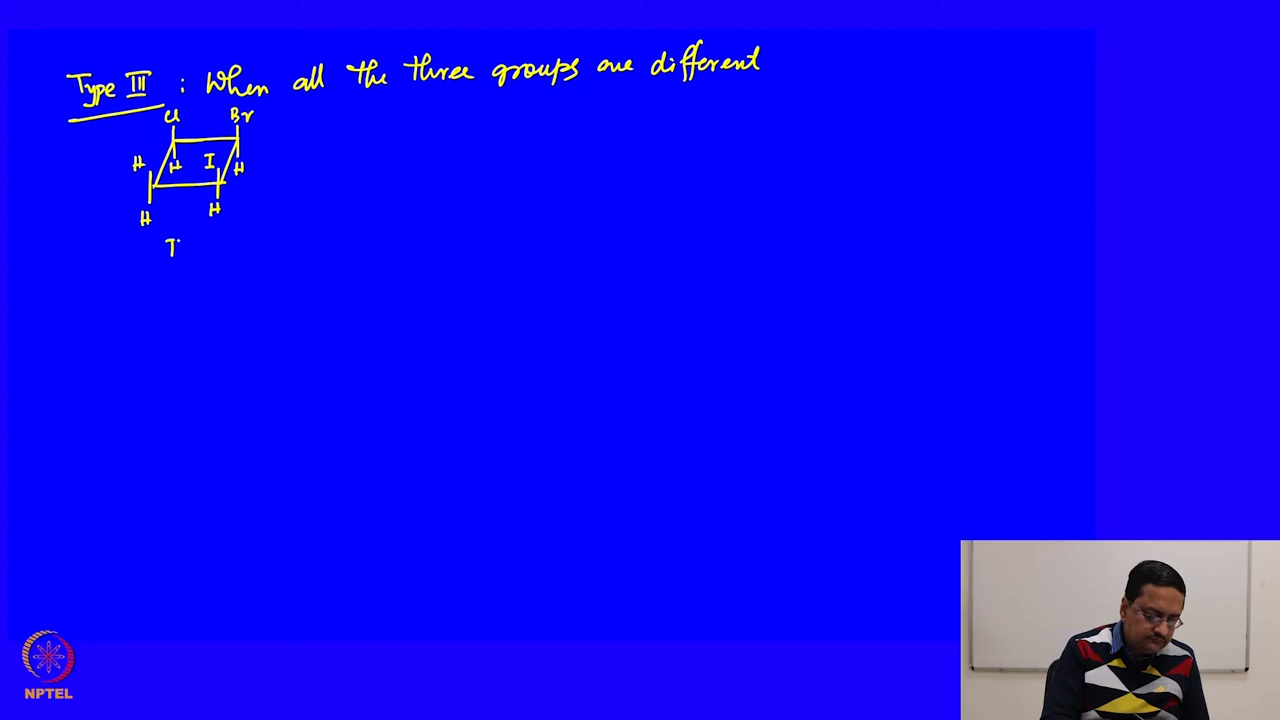 Type III : When all the three groups are different
Cl Br
H H I H
H H
T
NPTEL